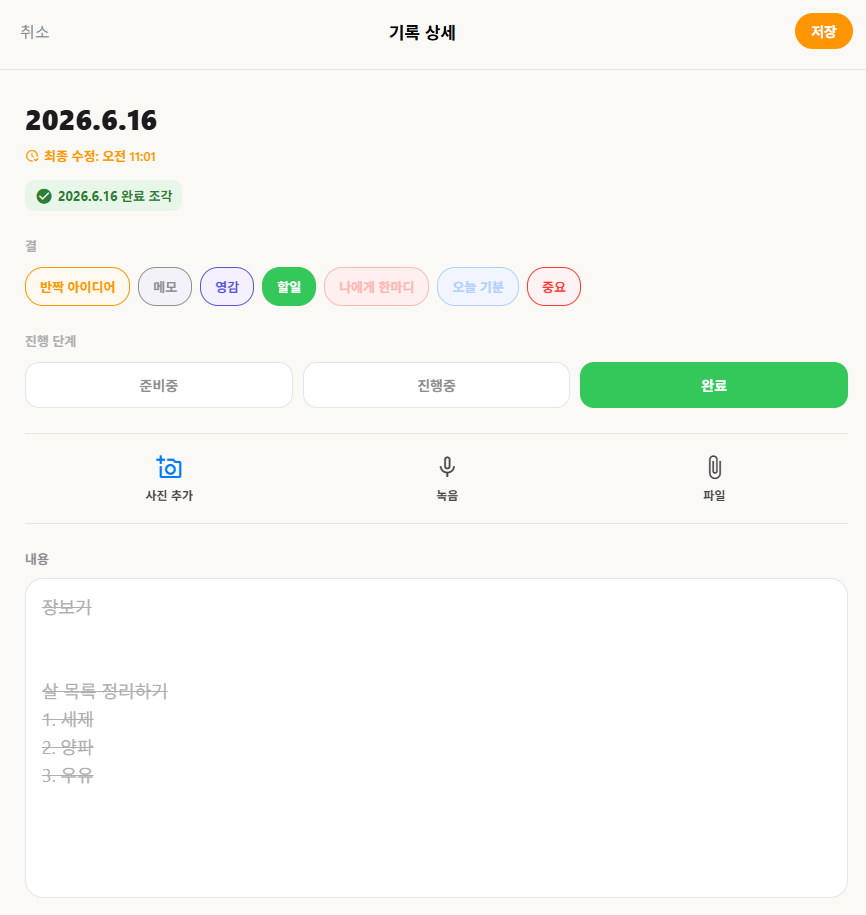 취소
기록 상세
저장
2026.6.16
최종 수정: 오전 11:01
2026.6.16 완료 조각
결
반짝 아이디어 메모 영감 할일 나에게 한마디 오늘 기분 중요
진행 단계
준비중 진행중 완료
사진 추가 녹음 파일
내용
장보기
살 목록 정리하기
1. 세제
2. 양파
3. 우유